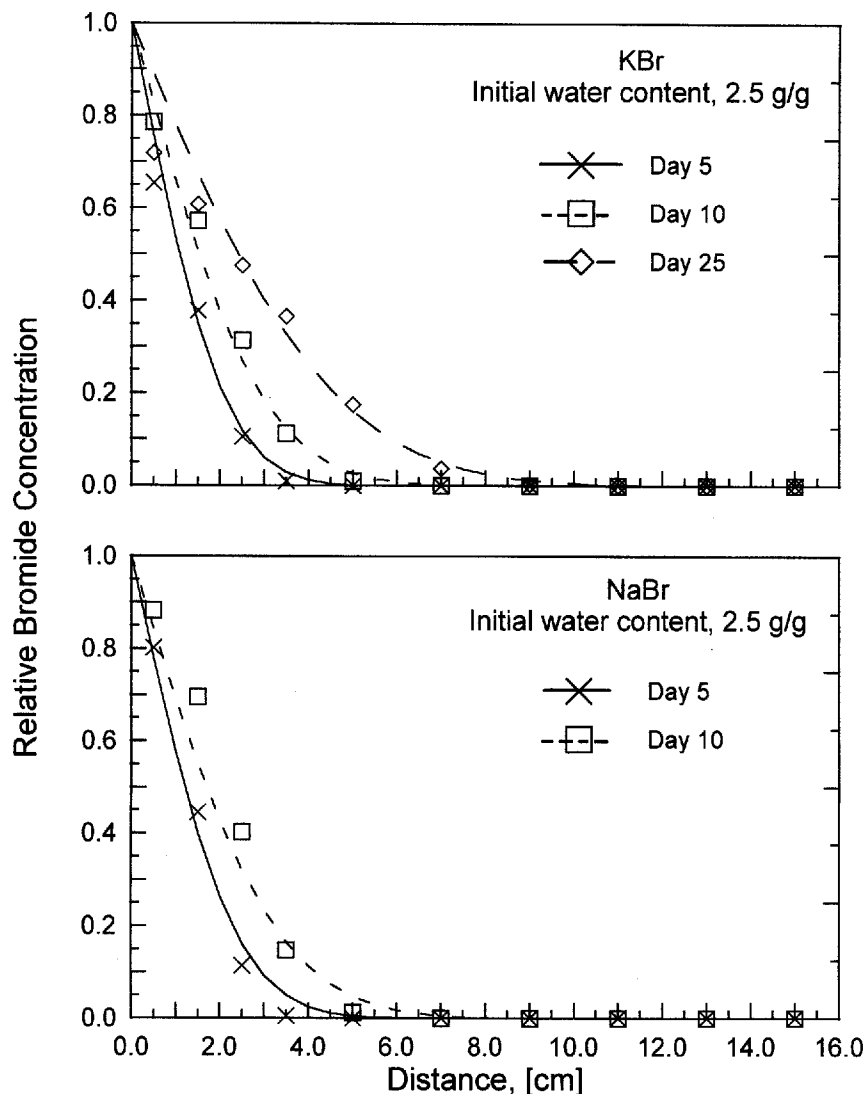 Relative Bromide Concentration
1.0
0.8
0.6
0.4
0.2
0.0
KBr
Initial water content, 2.5 g/g
Day 5
Day 10
Day 25
1.0
0.8
0.6
0.4
0.2
0.0
NaBr
Initial water content, 2.5 g/g
Day 5
Day 10
0.0 2.0 4.0 6.0 8.0 10.0 12.0 14.0 16.0
Distance, [cm]